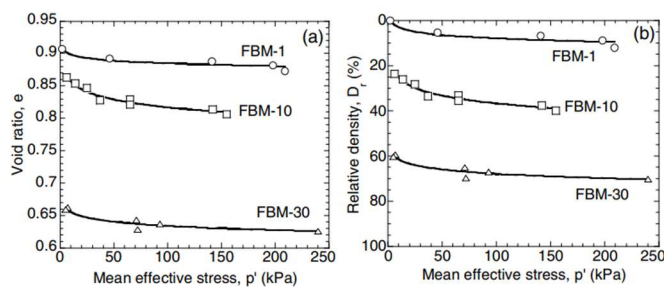 (a)
Void ratio, e
0.95
0.9
0.85
0.8
0.75
0.7
0.65
0.6
FBM-1
FBM-10
FBM-30
0 50 100 150 200 250
Mean effective stress, p' (kPa)
(b)
Relative density, Dr (%)
0
20
40
60
80
100
FBM-1
FBM-10
FBM-30
0 50 100 150 200 250
Mean effective stress, p' (kPa)